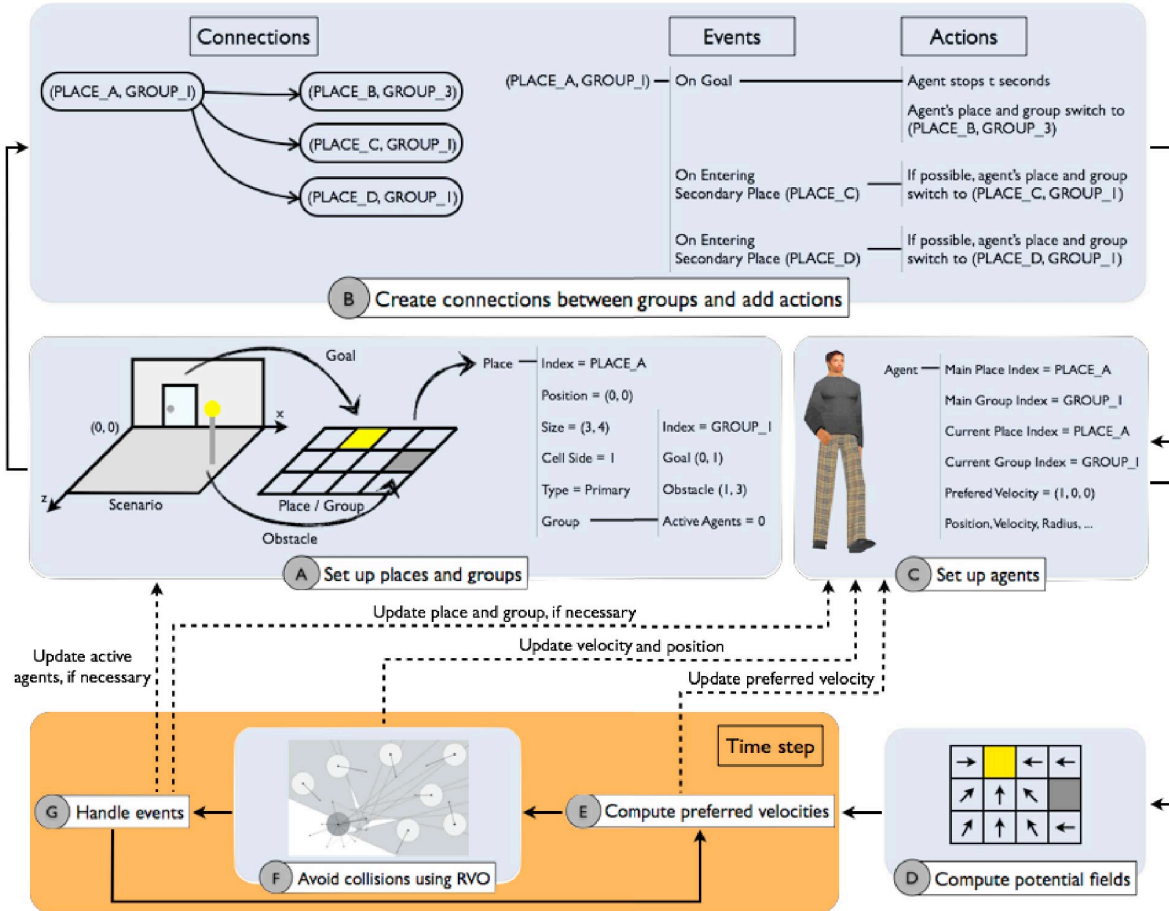 Connections
Events
Actions
(PLACE_A, GROUP_1)
(PLACE_B, GROUP_3)
(PLACE_C, GROUP_1)
(PLACE_D, GROUP_1)
(PLACE_A, GROUP_1)
On Goal
Agent stops t seconds
Agent's place and group switch to
(PLACE_B, GROUP_3)
On Entering
Secondary Place (PLACE_C)
If possible, agent's place and group
switch to (PLACE_C, GROUP_1)
On Entering
Secondary Place (PLACE_D)
If possible, agent's place and group
switch to (PLACE_D, GROUP_1)
B Create connections between groups and add actions
Goal
(0, 0)
x
z
Scenario
Place / Group
Obstacle
Place
Index = PLACE_A
Position = (0, 0)
Size = (3, 4)
Cell Side = 1
Type = Primary
Group
Index = GROUP_1
Goal (0, 1)
Obstacle (1, 3)
Active Agents = 0
A Set up places and groups
Agent
Main Place Index = PLACE_A
Main Group Index = GROUP_1
Current Place Index = PLACE_A
Current Group Index = GROUP_1
Prefered Velocity = (1, 0, 0)
Position, Velocity, Radius, ...
C Set up agents
Update place and group, if necessary
Update velocity and position
Update active
agents, if necessary
Update preferred velocity
Time step
G Handle events
E Compute preferred velocities
F Avoid collisions using RVO
D Compute potential fields